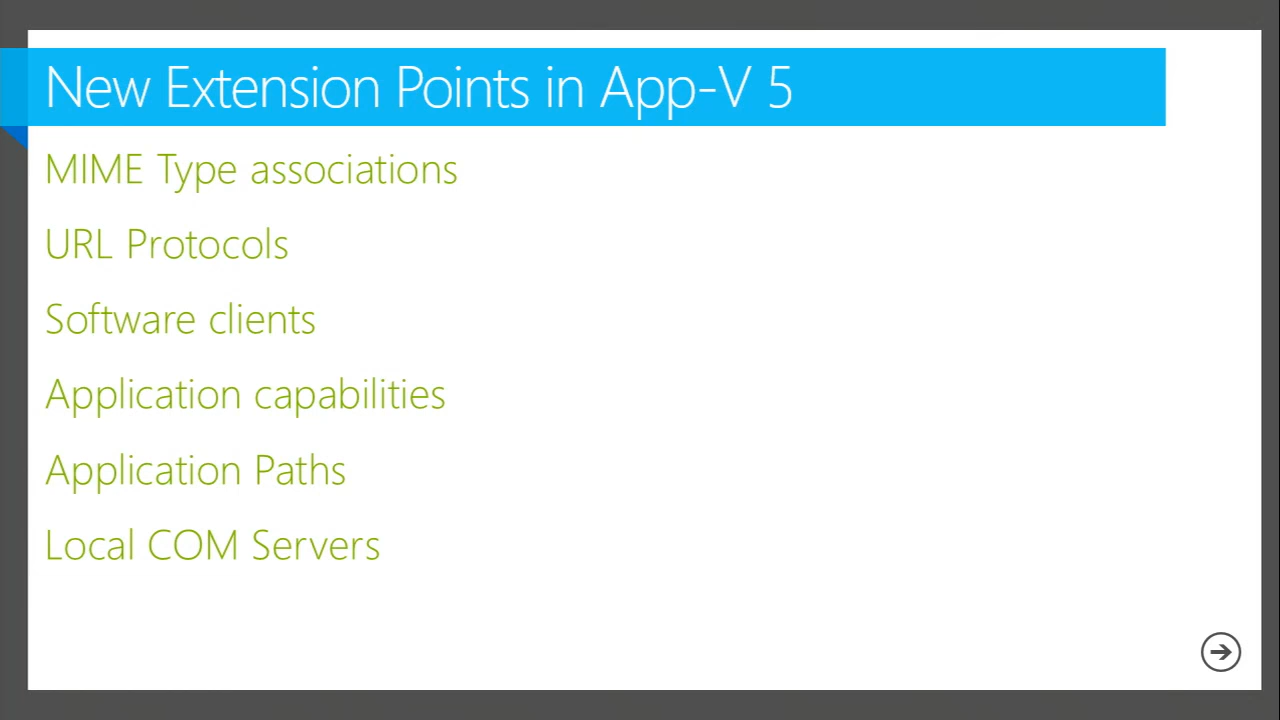 New Extension Points in App-V 5
MIME Type associations
URL Protocols
Software clients
Application capabilities
Application Paths
Local COM Servers